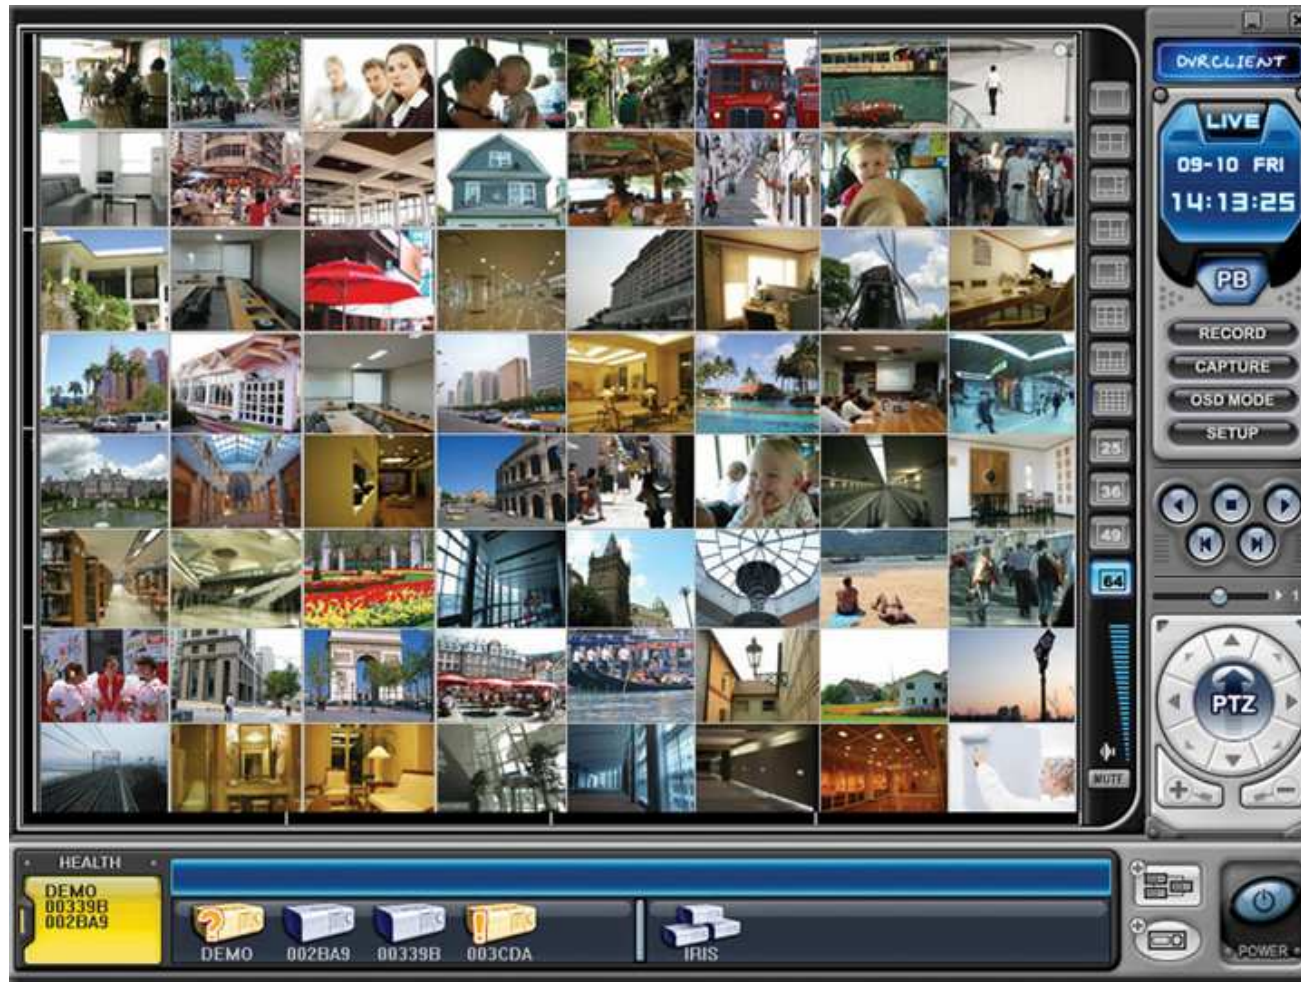 DVRCLIENT
LIVE
09-10 FRI
14:13:25
PB
RECORD
CAPTURE
OSD MODE
SETUP
25
36
49
64
1
PTZ
MUTE
HEALTH
DEMO
00339B
002BA9
DEMO
002BA9
00339B
003CDA
IRIS
POWER